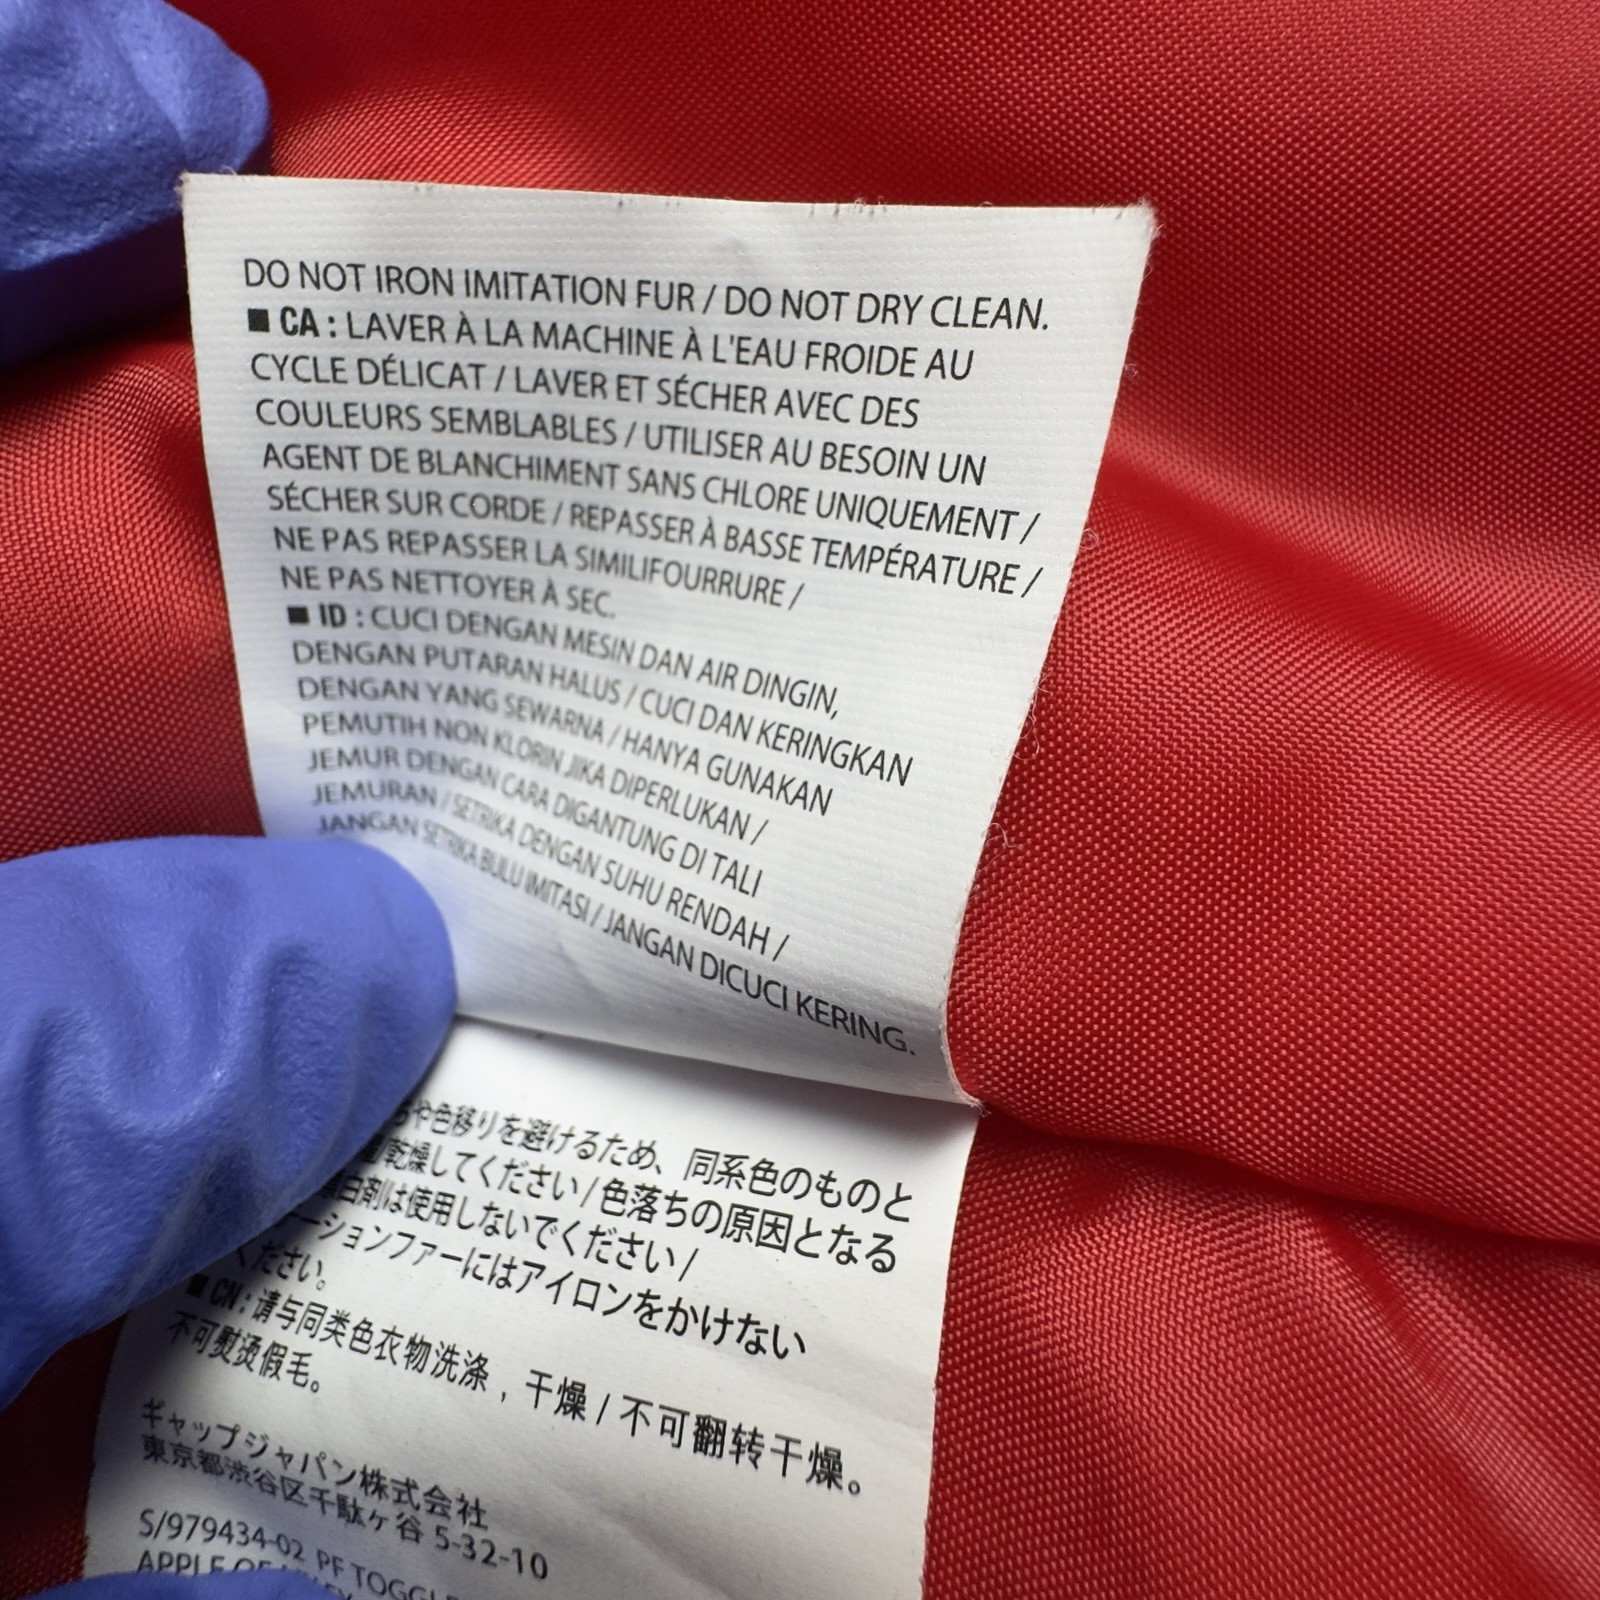 DO NOT IRON IMITATION FUR / DO NOT DRY CLEAN.
■ CA : LAVER À LA MACHINE À L'EAU FROIDE AU
CYCLE DÉLICAT / LAVER ET SÉCHER AVEC DES
COULEURS SEMBLABLES / UTILISER AU BESOIN UN
AGENT DE BLANCHIMENT SANS CHLORE UNIQUEMENT /
SÉCHER SUR CORDE / REPASSER À BASSE TEMPÉRATURE /
NE PAS REPASSER LA SIMILIFOURRURE /
NE PAS NETTOYER À SEC.
■ ID : CUCI DENGAN MESIN DAN AIR DINGIN,
DENGAN PUTARAN HALUS / CUCI DAN KERINGKAN
DENGAN YANG SEWARNA / HANYA GUNAKAN
PEMUTIH NON KLORIN JIKA DIPERLUKAN /
JEMUR DENGAN CARA DIGANTUNG DI TALI
JEMURAN / SETRIKA DENGAN SUHU RENDAH /
JANGAN SETRIKA BULU IMITASI / JANGAN DICUCI KERING.
や色移りを避けるため、同系色のものと
乾燥してください / 色落ちの原因となる
白剤は使用しないでください /
ーションファーにはアイロンをかけない
ください。
■ CN : 请与同类色衣物洗涤 , 干燥 / 不可翻转干燥。
不可熨烫假毛。
ギャップジャパン株式会社
東京都渋谷区千駄ヶ谷 5-32-10
S/979434-02 PF TOGGLE
APPLE